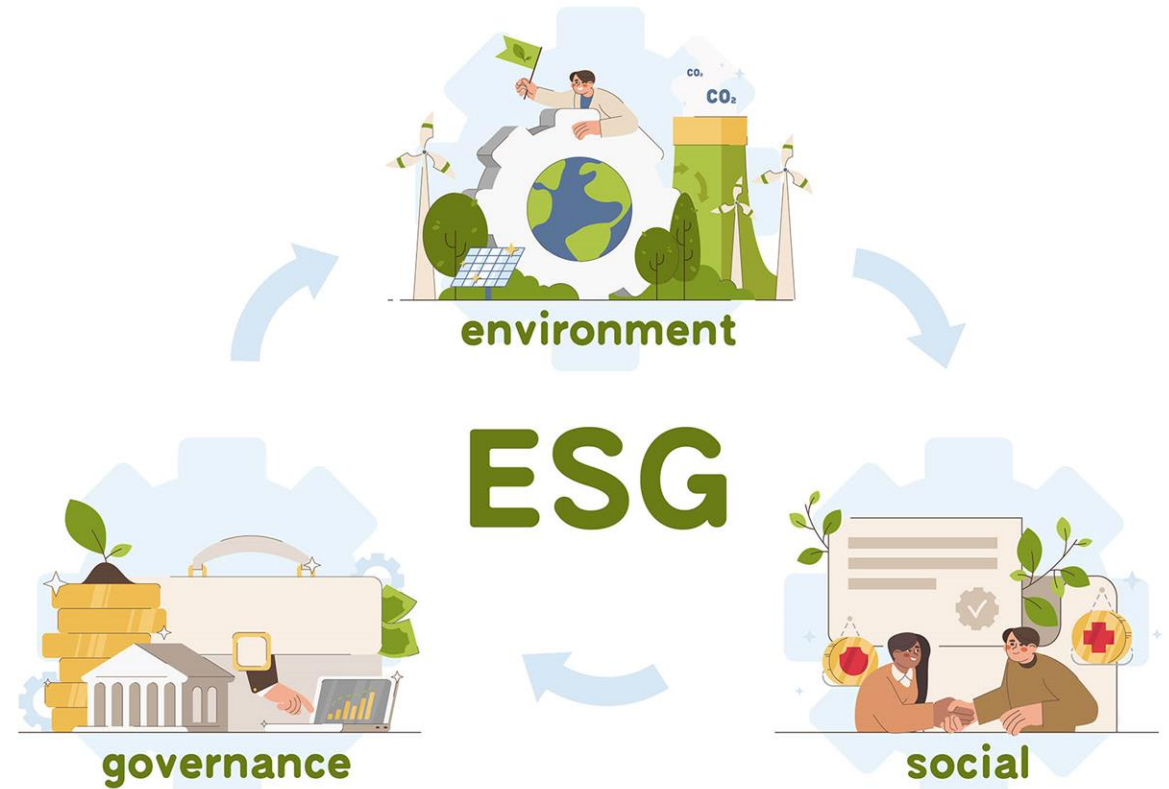 CO₂
CO₂
environment
ESG
governance
social